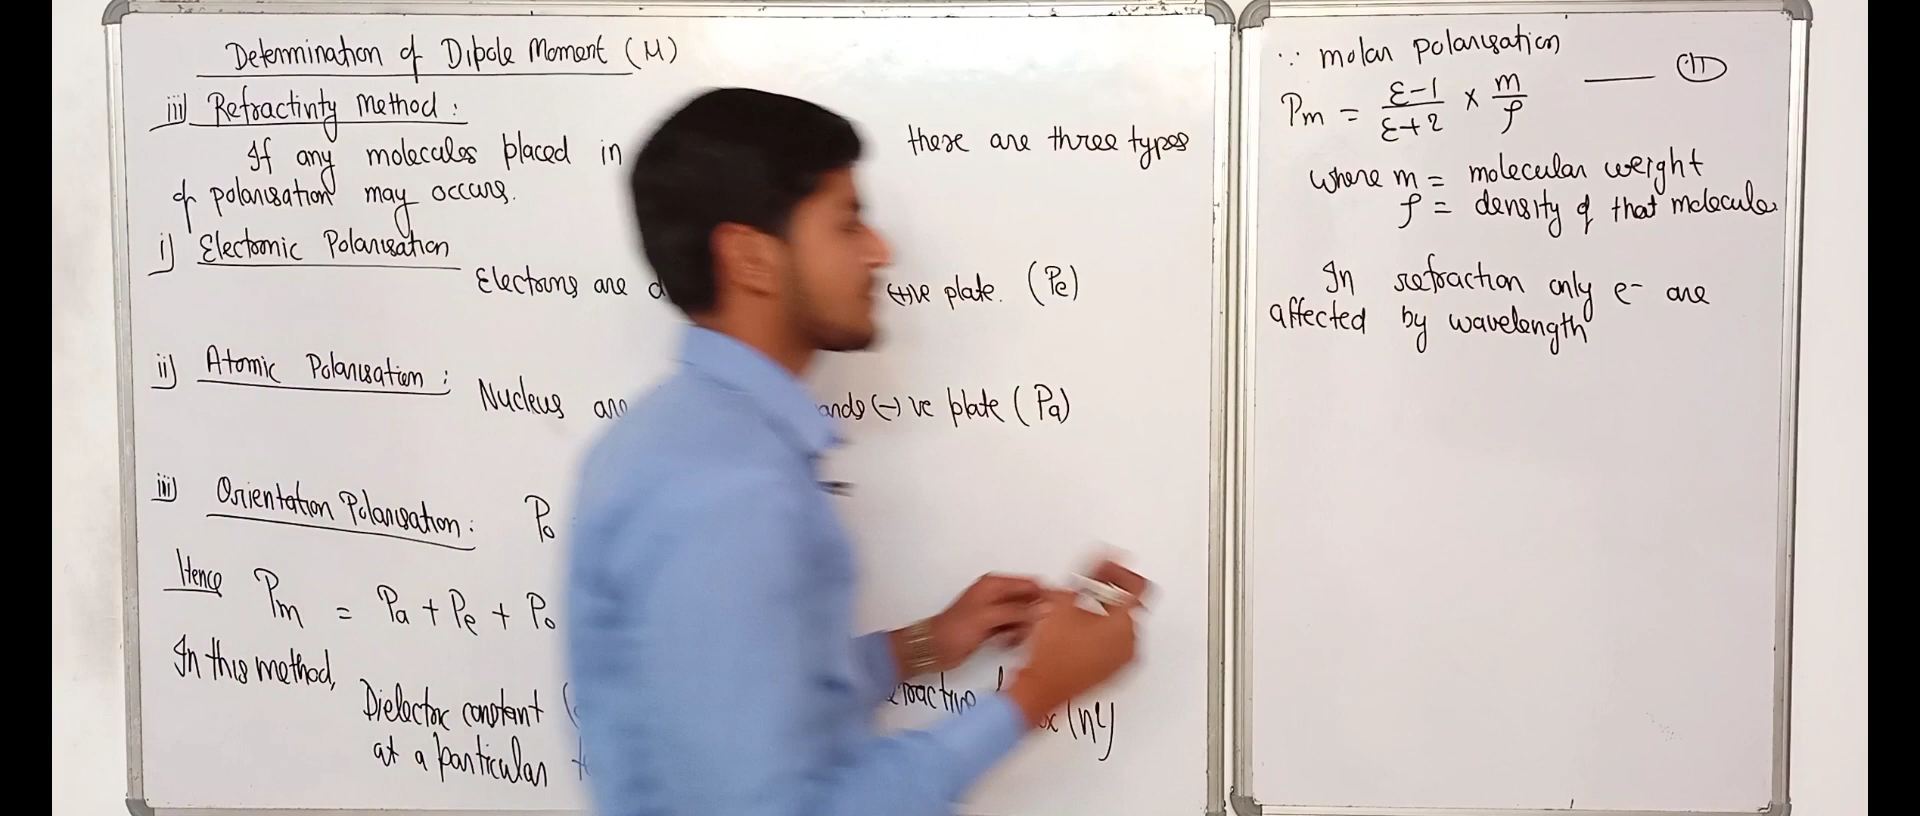 Determination of Dipole Moment (μ)
iii) Refractivity Method :
If any molecules placed in these are three types
of polarisation may occurs.
i) Electronic Polarisation
Electrons are (+)ve plate. (Pe)
ii) Atomic Polarisation :
Nucleus are (-)ve plate (Pa)
iii) Orientation Polarisation : Po
Hence Pm = Pa + Pe + Po
In this method,
Dielectric constant (n²)
at a particular
∵ molar polarisation
Pm = ε-1/ε+2 × m/ρ —— (II)
where m = molecular weight
ρ = density of that molecule
In refraction only e⁻ are
affected by wavelength